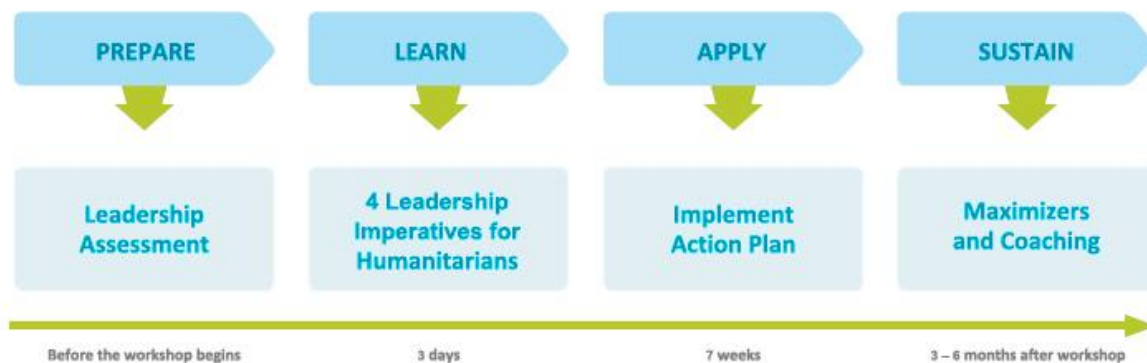 PREPARE
LEARN
APPLY
SUSTAIN
Leadership
Assessment
4 Leadership
Imperatives for
Humanitarians
Implement
Action Plan
Maximizers
and Coaching
Before the workshop begins
3 days
7 weeks
3 – 6 months after workshop